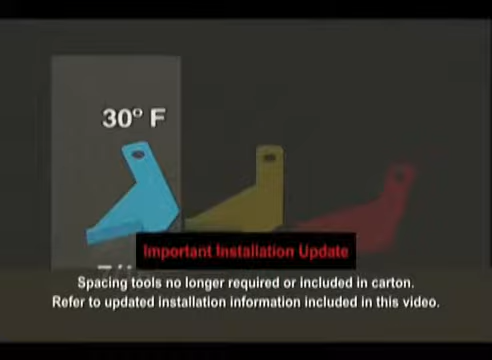 30° F
Important Installation Update
Spacing tools no longer required or included in carton.
Refer to updated installation information included in this video.